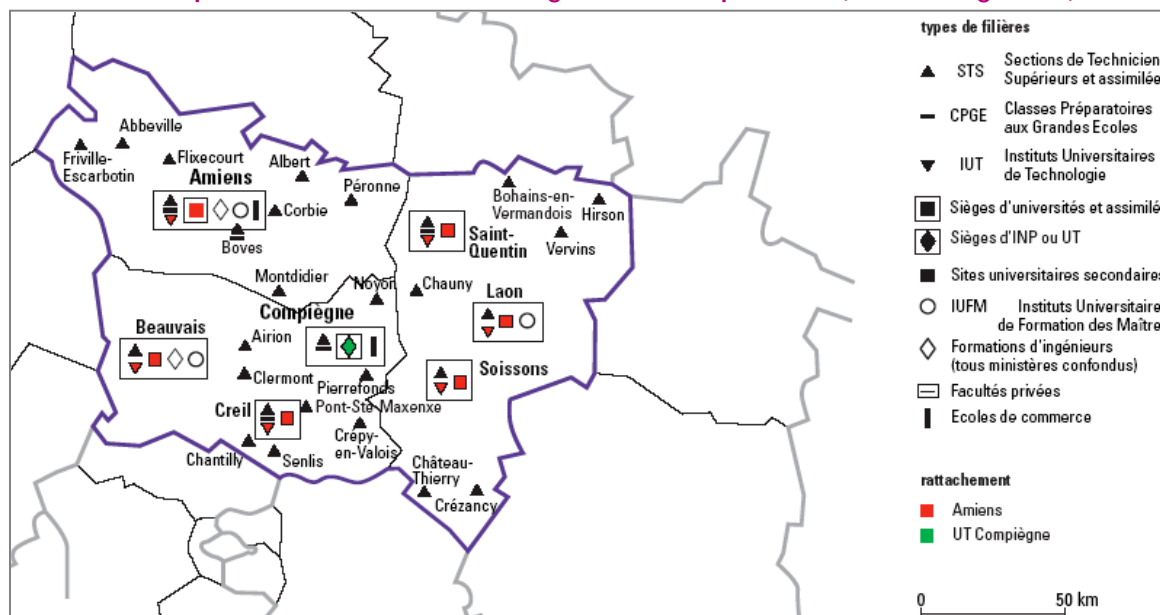 types de filières
STS Sections de Technicien
Supérieurs et assimilée
CPGE Classes Préparatoires
aux Grandes Ecoles
IUT Instituts Universitaires
de Technologie
Sièges d'universités et assimilé
Sièges d'INP ou UT
Sites universitaires secondaires
IUFM Instituts Universitaire
de Formation des Maître
Formations d'ingénieurs
(tous ministères confondus)
Facultés privées
Ecoles de commerce
rattachement
Amiens
UT Compiègne
0 50 km
Abbeville
Friville-
Escarbotin
Flixecourt
Albert
Amiens
Péronne
Corbie
Boves
Bohains-en-
Vermandois
Hirson
Vervins
Saint-
Quentin
Montdidier
Noyon
Chauny
Laon
Compiègne
Beauvais
Airion
Clermont
Soissons
Pierrefonds
Pont-Ste-Maxenxe
Creil
Crépy-
en-Valois
Chantilly
Senlis
Château-
Thierry
Crézancy